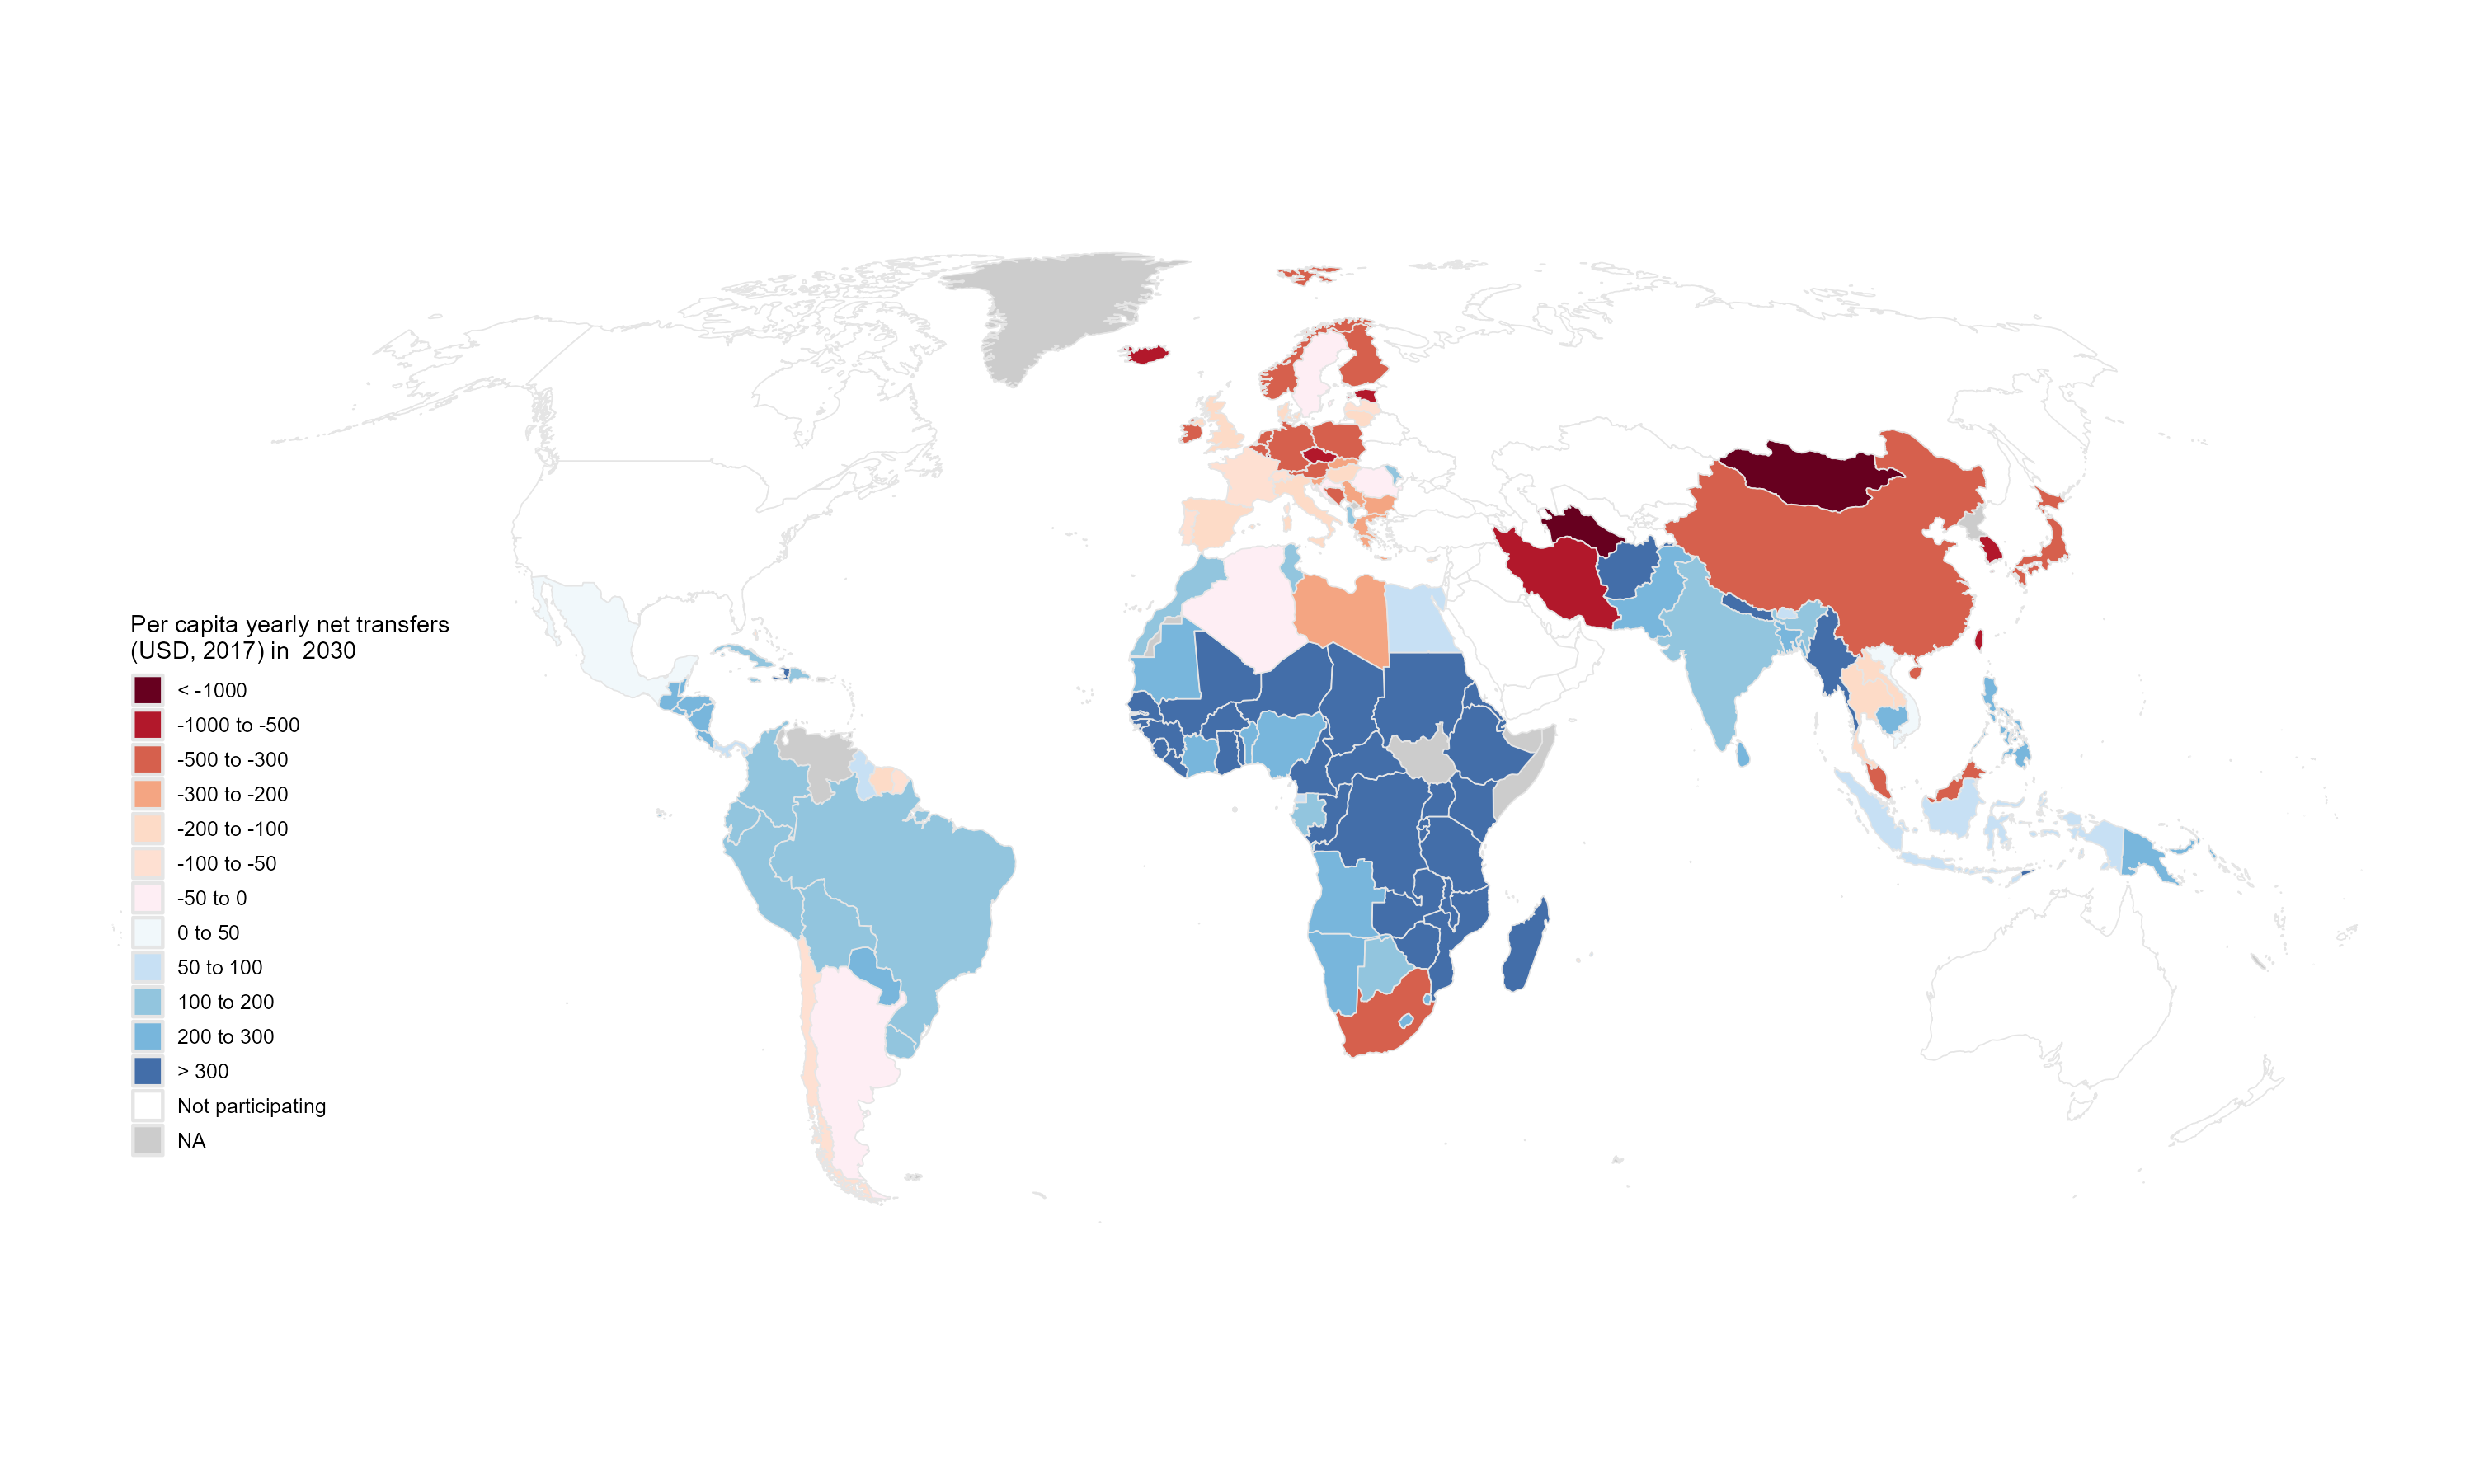 Per capita yearly net transfers
(USD, 2017) in  2030
< -1000
-1000 to -500
-500 to -300
-300 to -200
-200 to -100
-100 to -50
-50 to 0
0 to 50
50 to 100
100 to 200
200 to 300
> 300
Not participating
NA